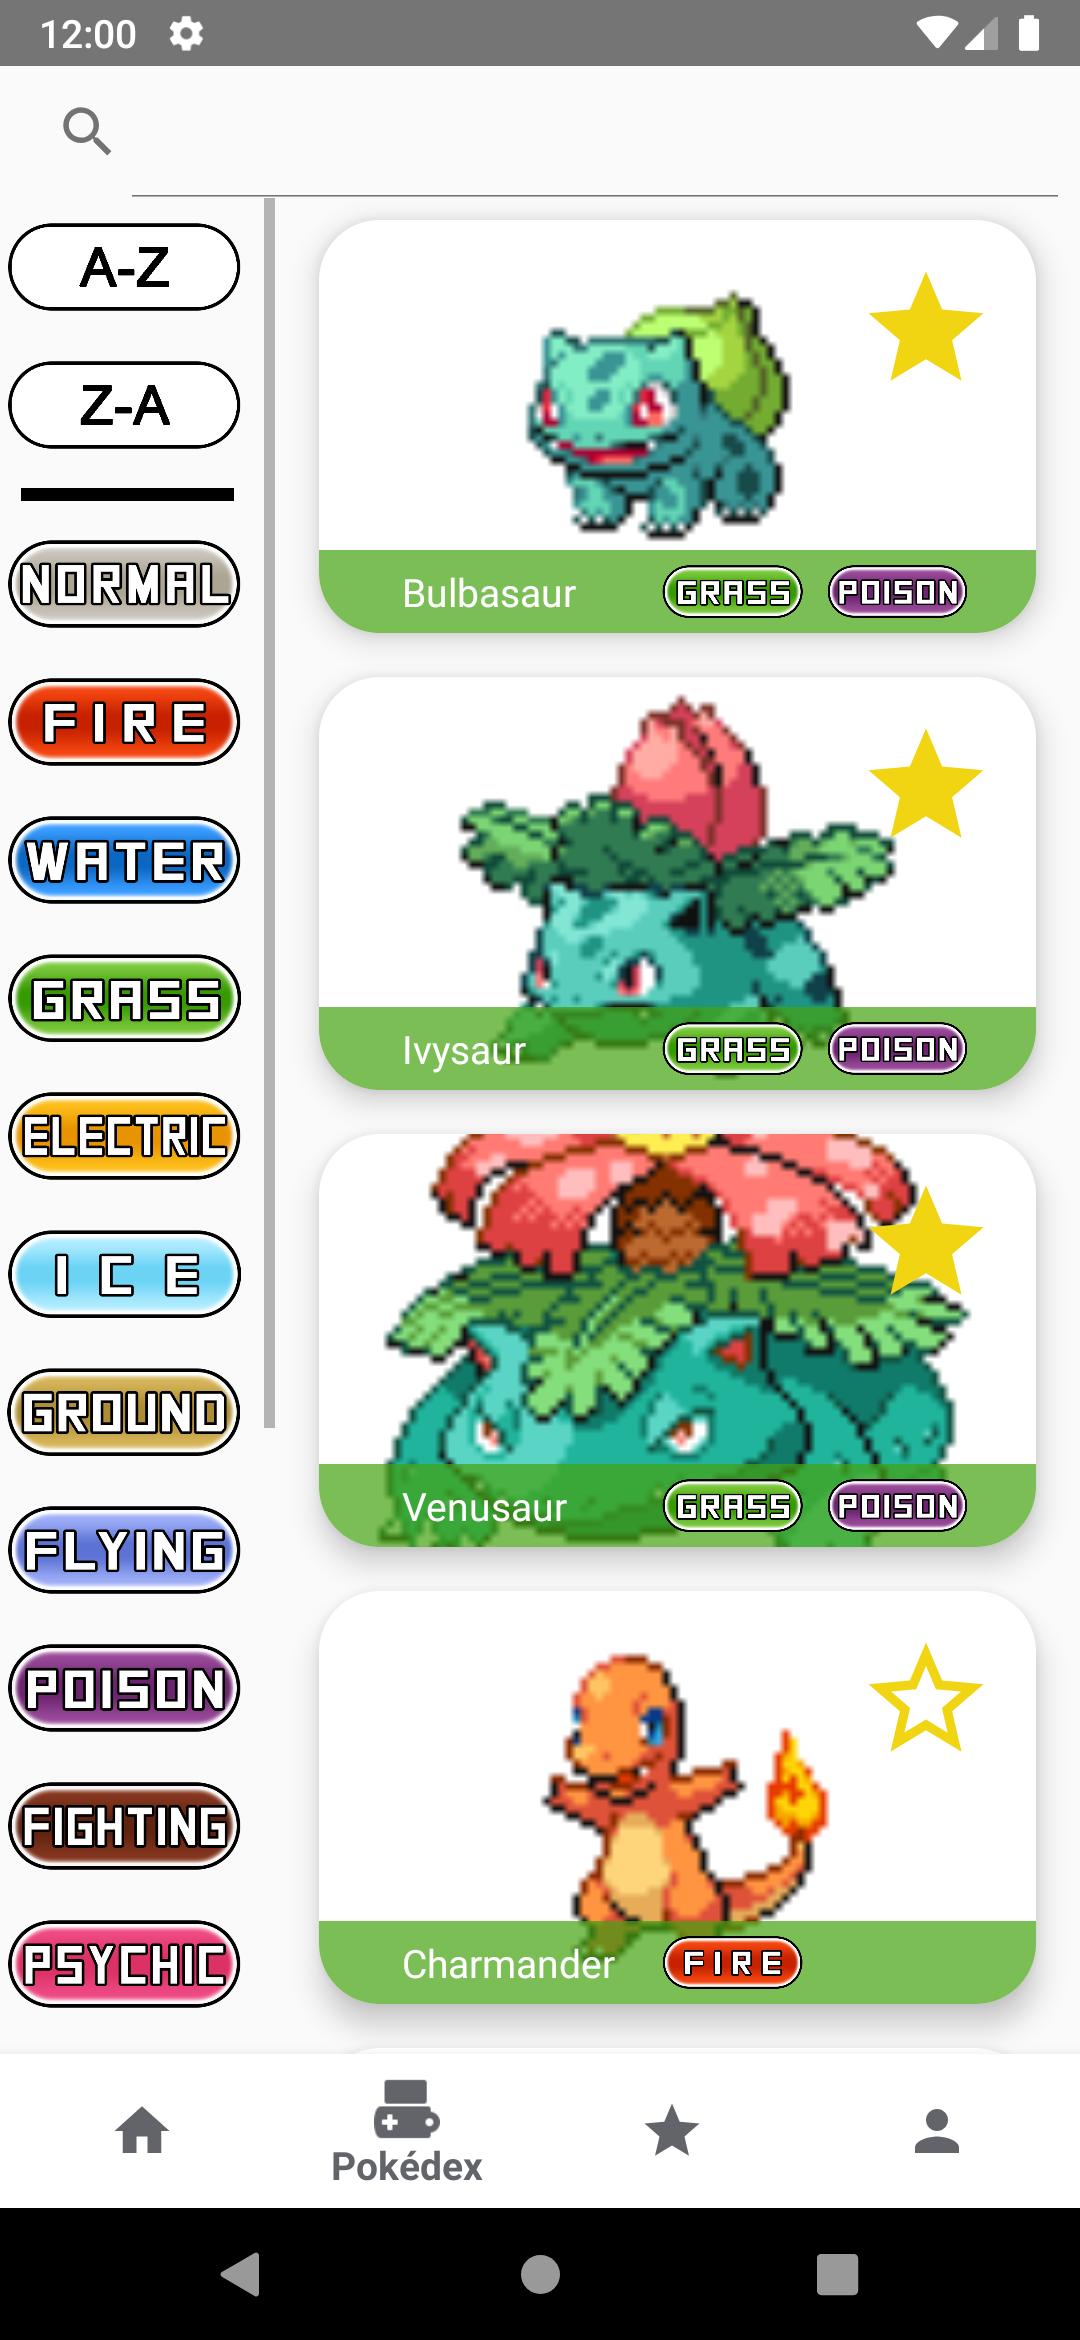 12:00
A-Z
Z-A
NORMAL
FIRE
WATER
GRASS
ELECTRIC
ICE
GROUND
FLYING
POISON
FIGHTING
PSYCHIC
Bulbasaur GRASS POISON
Ivysaur GRASS POISON
Venusaur GRASS POISON
Charmander FIRE
Pokédex